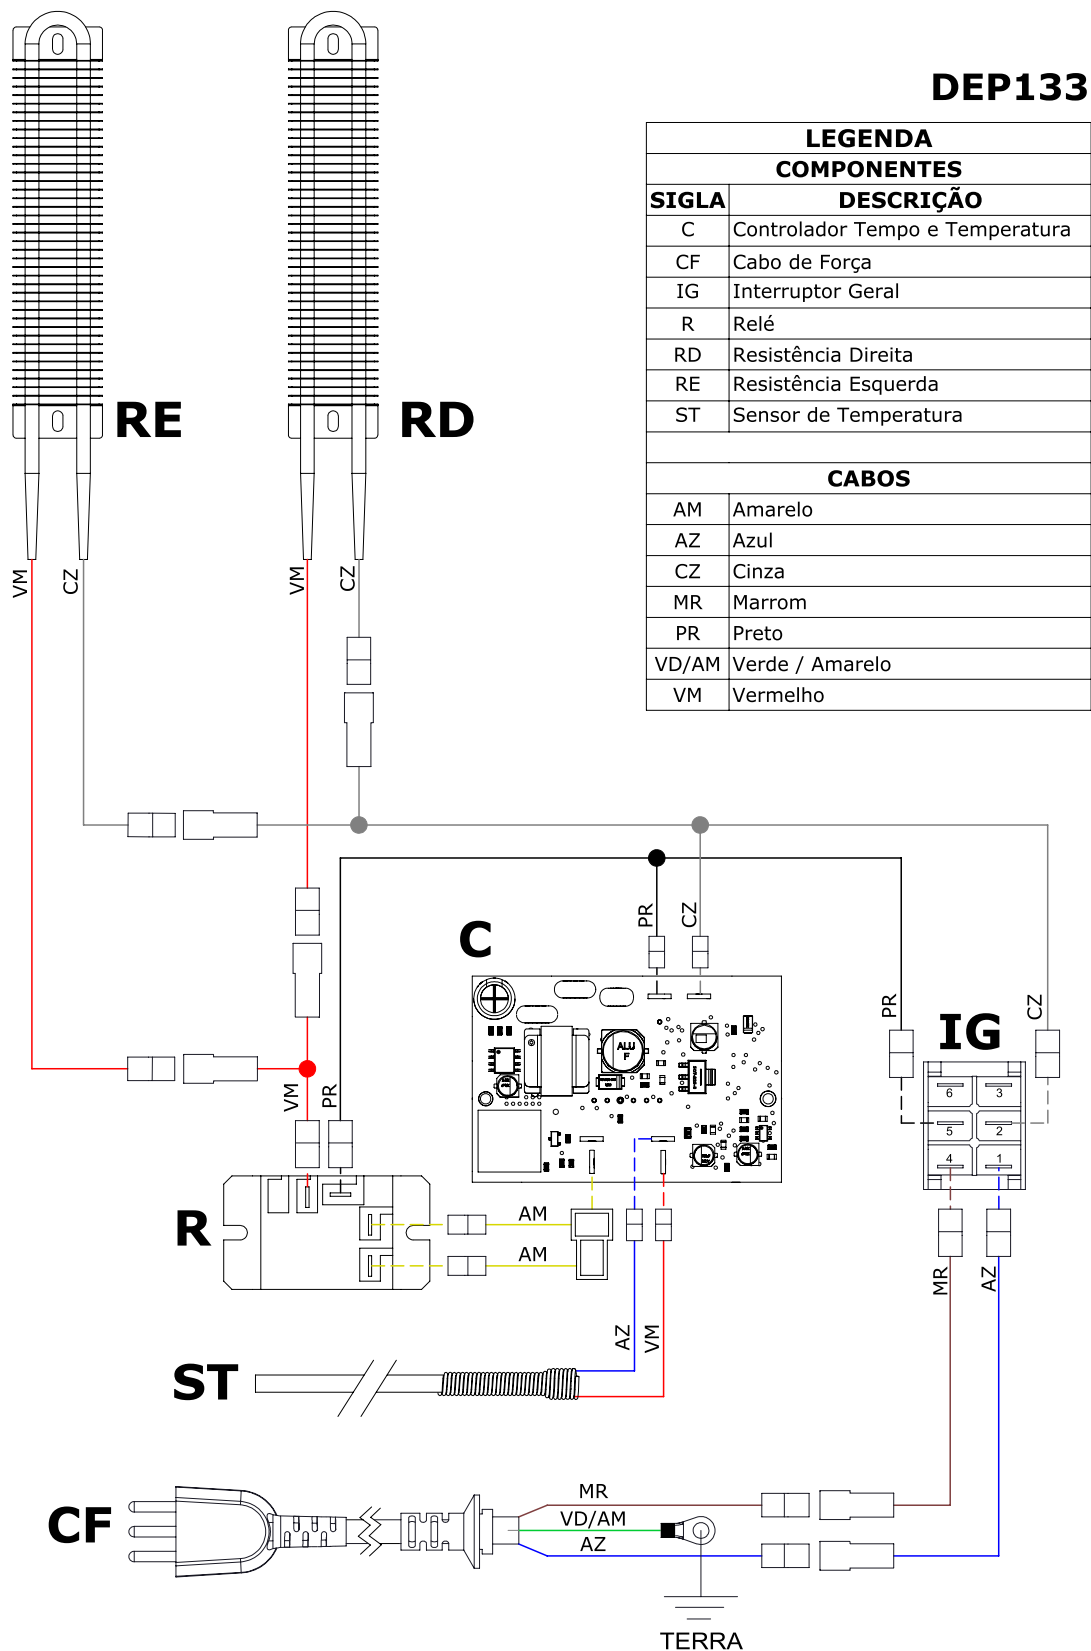 DEP133
LEGENDA
COMPONENTES
SIGLA DESCRIÇÃO
C Controlador Tempo e Temperatura
CF Cabo de Força
IG Interruptor Geral
R Relé
RD Resistência Direita
RE Resistência Esquerda
ST Sensor de Temperatura
CABOS
AM Amarelo
AZ Azul
CZ Cinza
MR Marrom
PR Preto
VD/AM Verde / Amarelo
VM Vermelho
RE
RD
VM
CZ
VM
CZ
PR
CZ
C
PR
CZ
IG
ALU
F
VM
PR
6 3
5 2
4 1
R
AM
AM
AZ
VM
MR
AZ
ST
CF
MR
VD/AM
AZ
TERRA